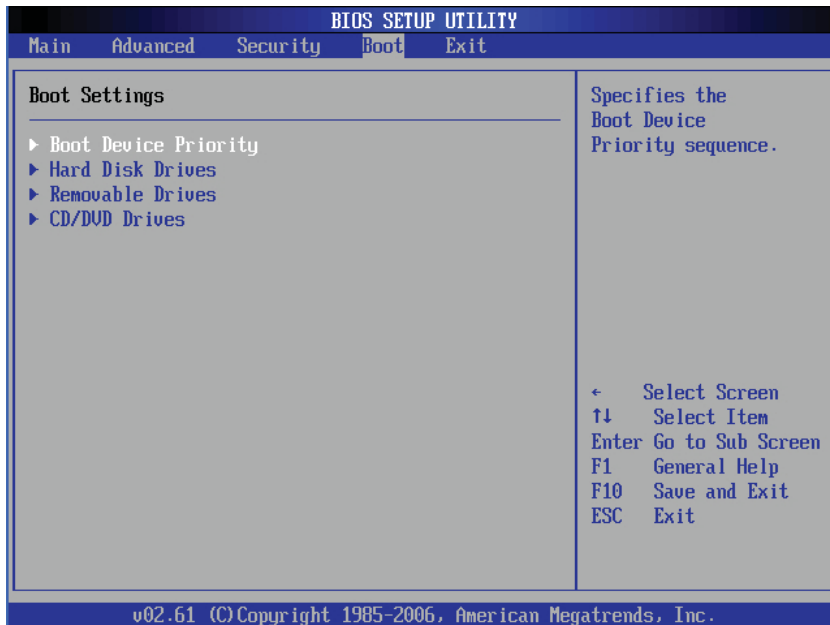 BIOS SETUP UTILITY
Main Advanced Security Boot Exit
Boot Settings
Boot Device Priority
Hard Disk Drives
Removable Drives
CD/DVD Drives
Specifies the
Boot Device
Priority sequence.
← Select Screen
↑↓ Select Item
Enter Go to Sub Screen
F1 General Help
F10 Save and Exit
ESC Exit
v02.61 (C)Copyright 1985-2006, American Megatrends, Inc.